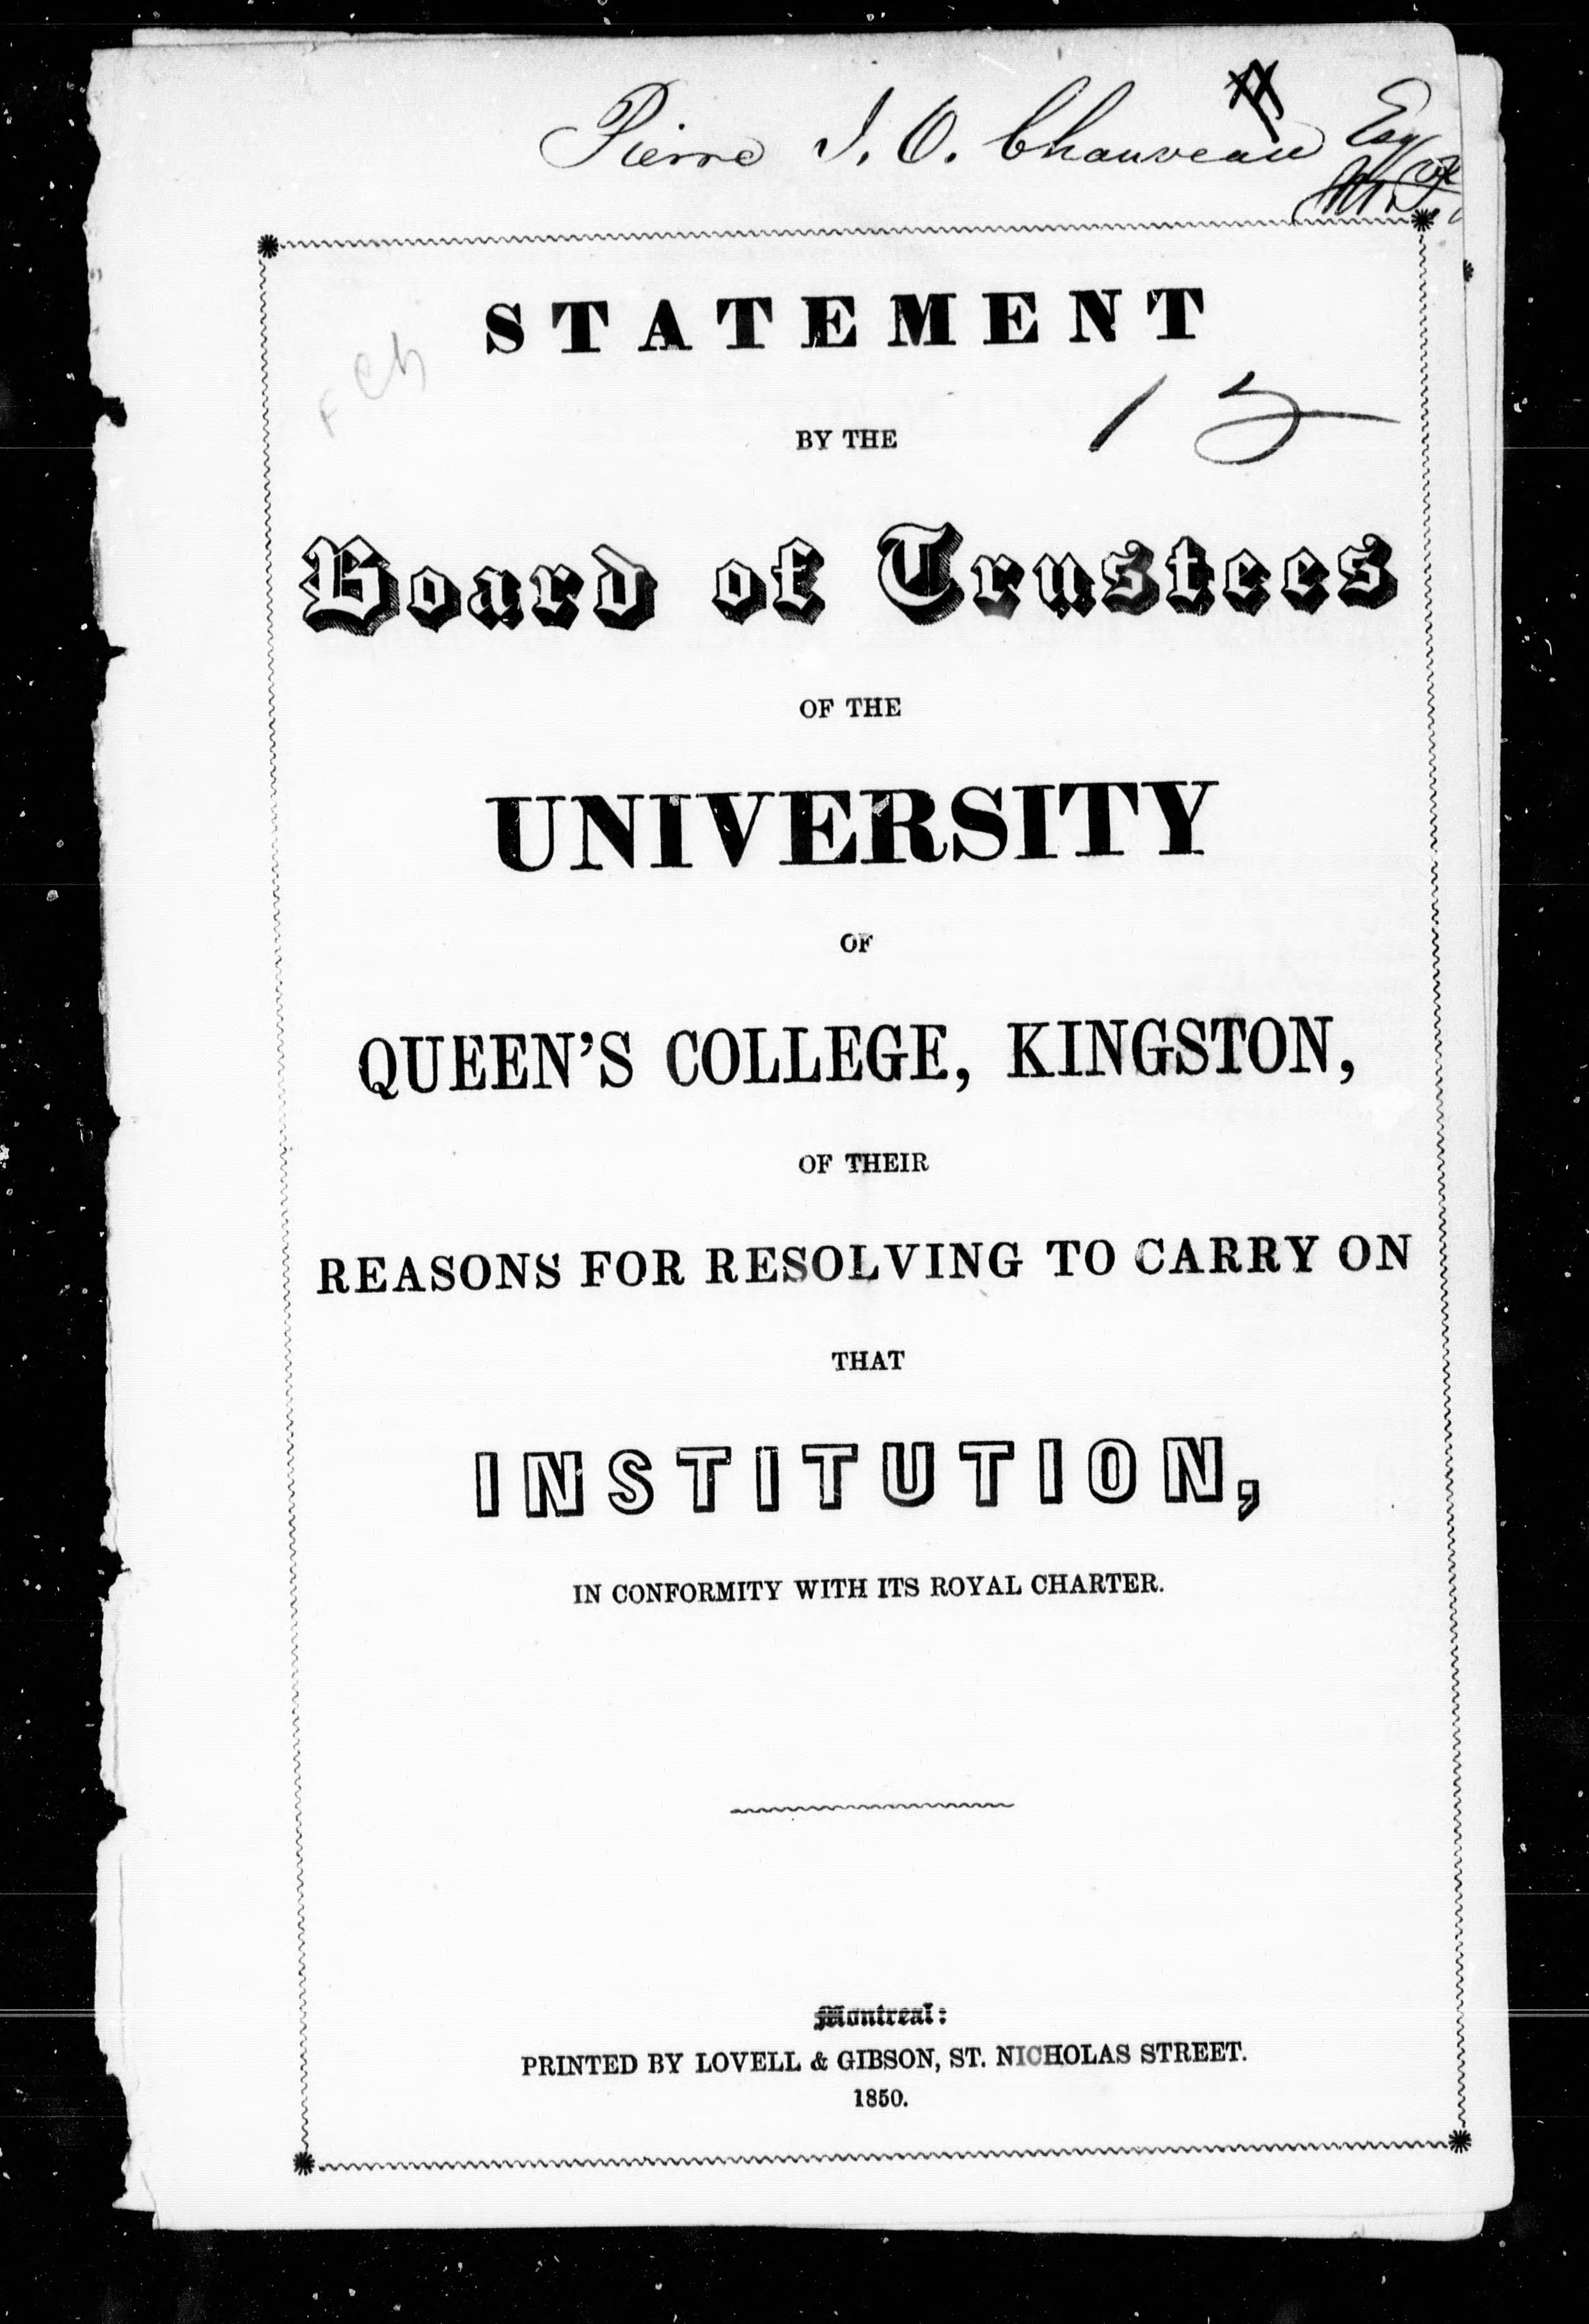 Pierre J. O. Chauveau Esq
STATEMENT
BY THE
Board of Trustees
OF THE
UNIVERSITY
OF
QUEEN'S COLLEGE, KINGSTON,
OF THEIR
REASONS FOR RESOLVING TO CARRY ON
THAT
INSTITUTION,
IN CONFORMITY WITH ITS ROYAL CHARTER.
Montreal:
PRINTED BY LOVELL & GIBSON, ST. NICHOLAS STREET.
1850.